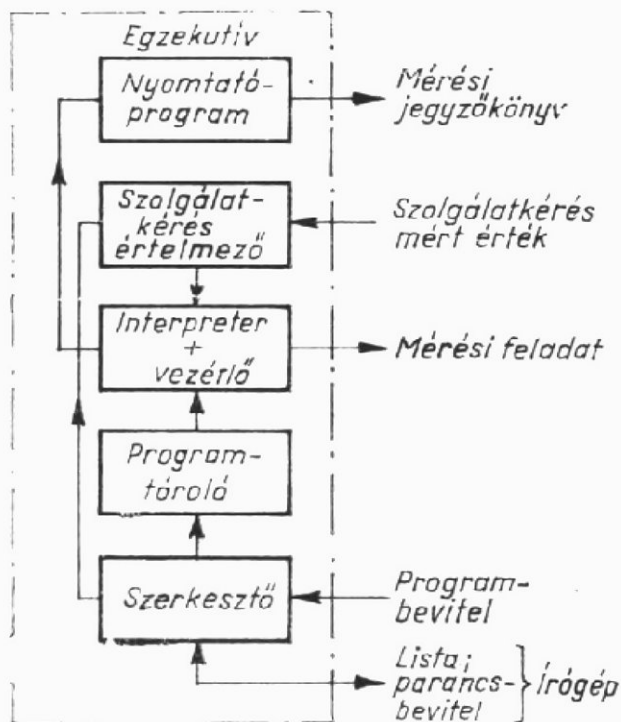 Egzekutív
Nyomtató-
program
Mérési
jegyzőkönyv
Szolgálat-
kérés
értelmező
Szolgálatkérés
mért érték
Interpreter
+
vezérlő
Mérési feladat
Program-
tároló
Szerkesztő
Program-
bevitel
Lista;
parancs-
bevitel
Írógép